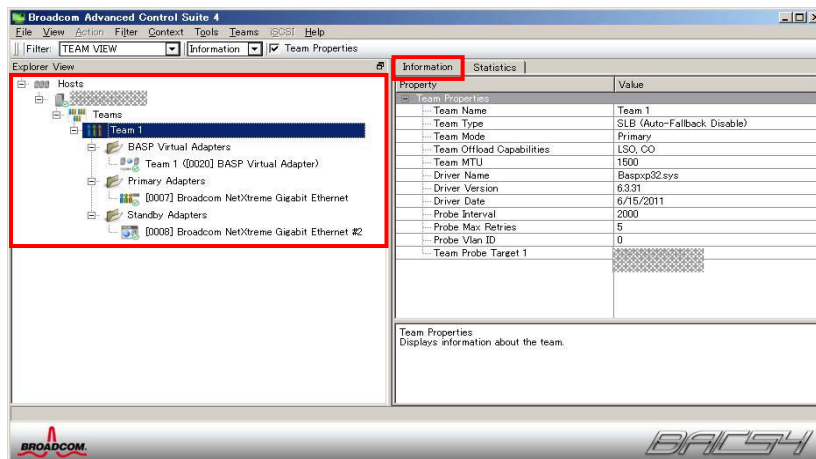 Broadcom Advanced Control Suite 4
File View Action Filter Context Tools Teams iSCSI Help
Filter: TEAM VIEW Information Team Properties
Explorer View
Hosts
Teams
Team 1
BASP Virtual Adapters
Team 1 ([0020] BASP Virtual Adapter)
Primary Adapters
[0007] Broadcom NetXtreme Gigabit Ethernet
Standby Adapters
[0008] Broadcom NetXtreme Gigabit Ethernet #2
Information Statistics
Property Value
Team Properties
Team Name Team 1
Team Type SLB (Auto-Fallback Disable)
Team Mode Primary
Team Offload Capabilities LSO, CO
Team MTU 1500
Driver Name Baspxp32.sys
Driver Version 6.3.31
Driver Date 6/15/2011
Probe Interval 2000
Probe Max Retries 5
Probe Vlan ID 0
Team Probe Target 1
Team Properties
Displays information about the team.
BROADCOM.
BACS4